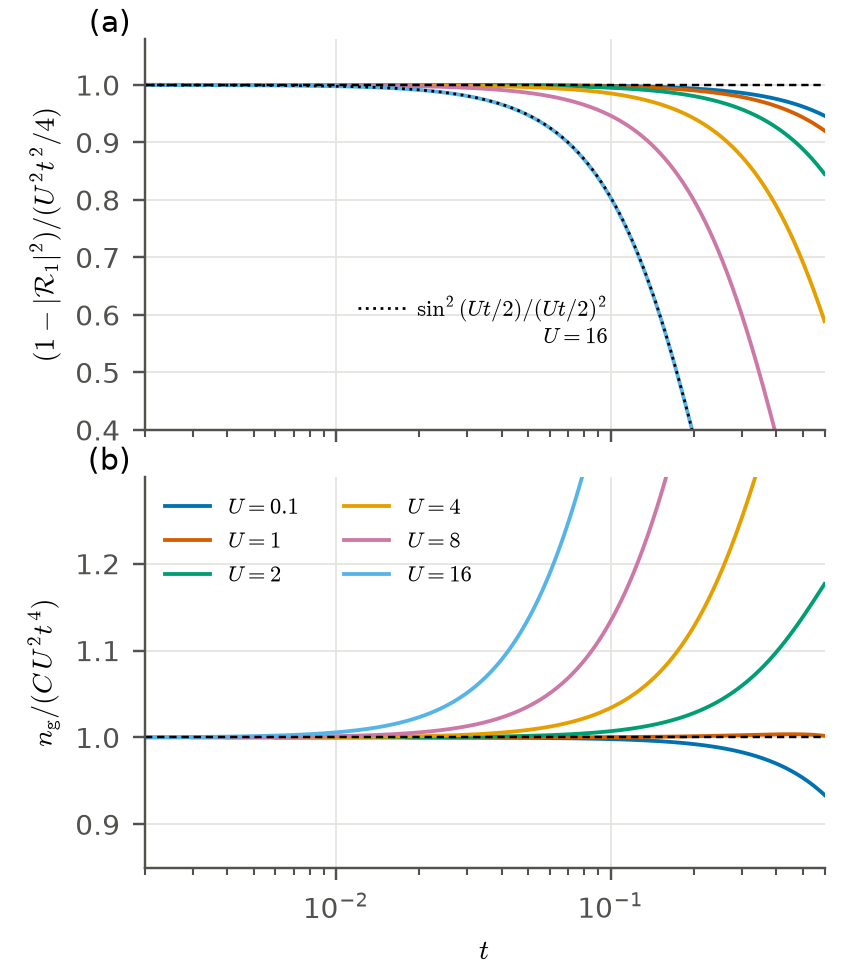 (a)
1.0
0.9
0.8
0.7
0.6
0.5
0.4
(1 − |ℛ₁|²)/(U²t²/4)
sin² (Ut/2)/(Ut/2)²
U = 16
(b)
U = 0.1
U = 1
U = 2
U = 4
U = 8
U = 16
1.2
1.1
1.0
0.9
n_g/(CU²t⁴)
10⁻²
10⁻¹
t